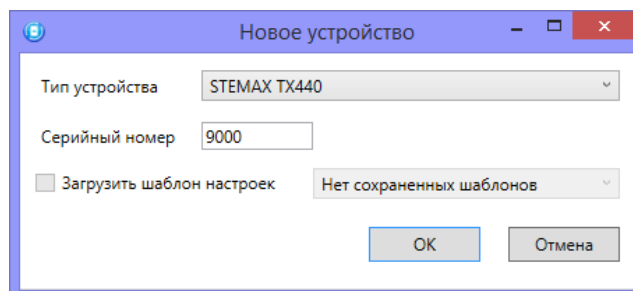 Новое устройство
Тип устройства STEMAX TX440
Серийный номер 9000
Загрузить шаблон настроек Нет сохраненных шаблонов
OK Отмена